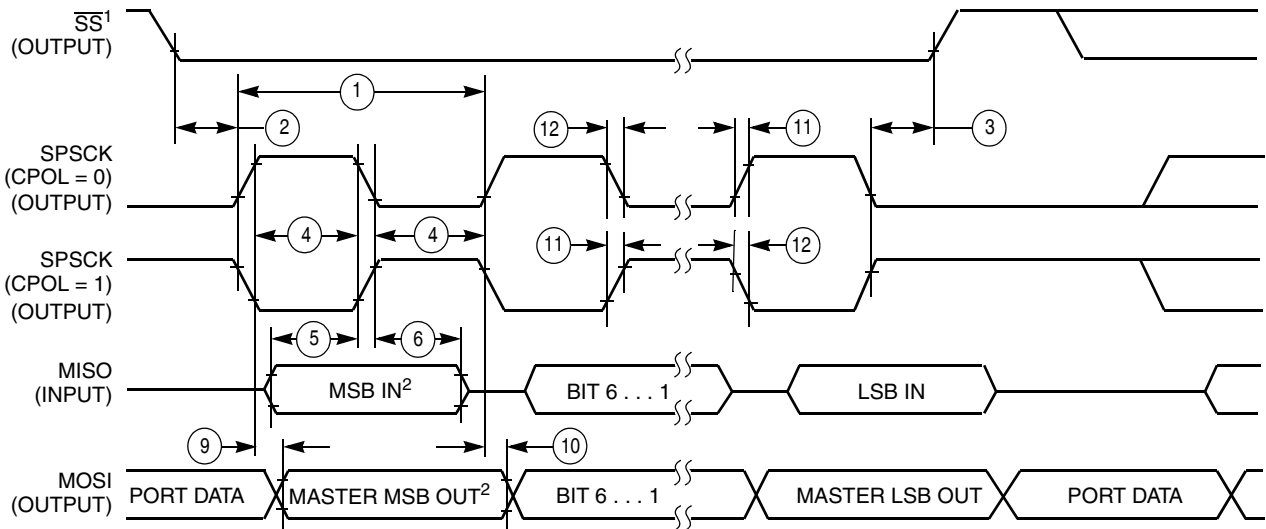 SS¹
(OUTPUT)
1
2
12
11
3
SPSCK
(CPOL = 0)
(OUTPUT)
4
4
11
12
SPSCK
(CPOL = 1)
(OUTPUT)
5
6
MISO
(INPUT)
MSB IN²
BIT 6 . . . 1
LSB IN
9
10
MOSI
(OUTPUT)
PORT DATA
MASTER MSB OUT²
BIT 6 . . . 1
MASTER LSB OUT
PORT DATA